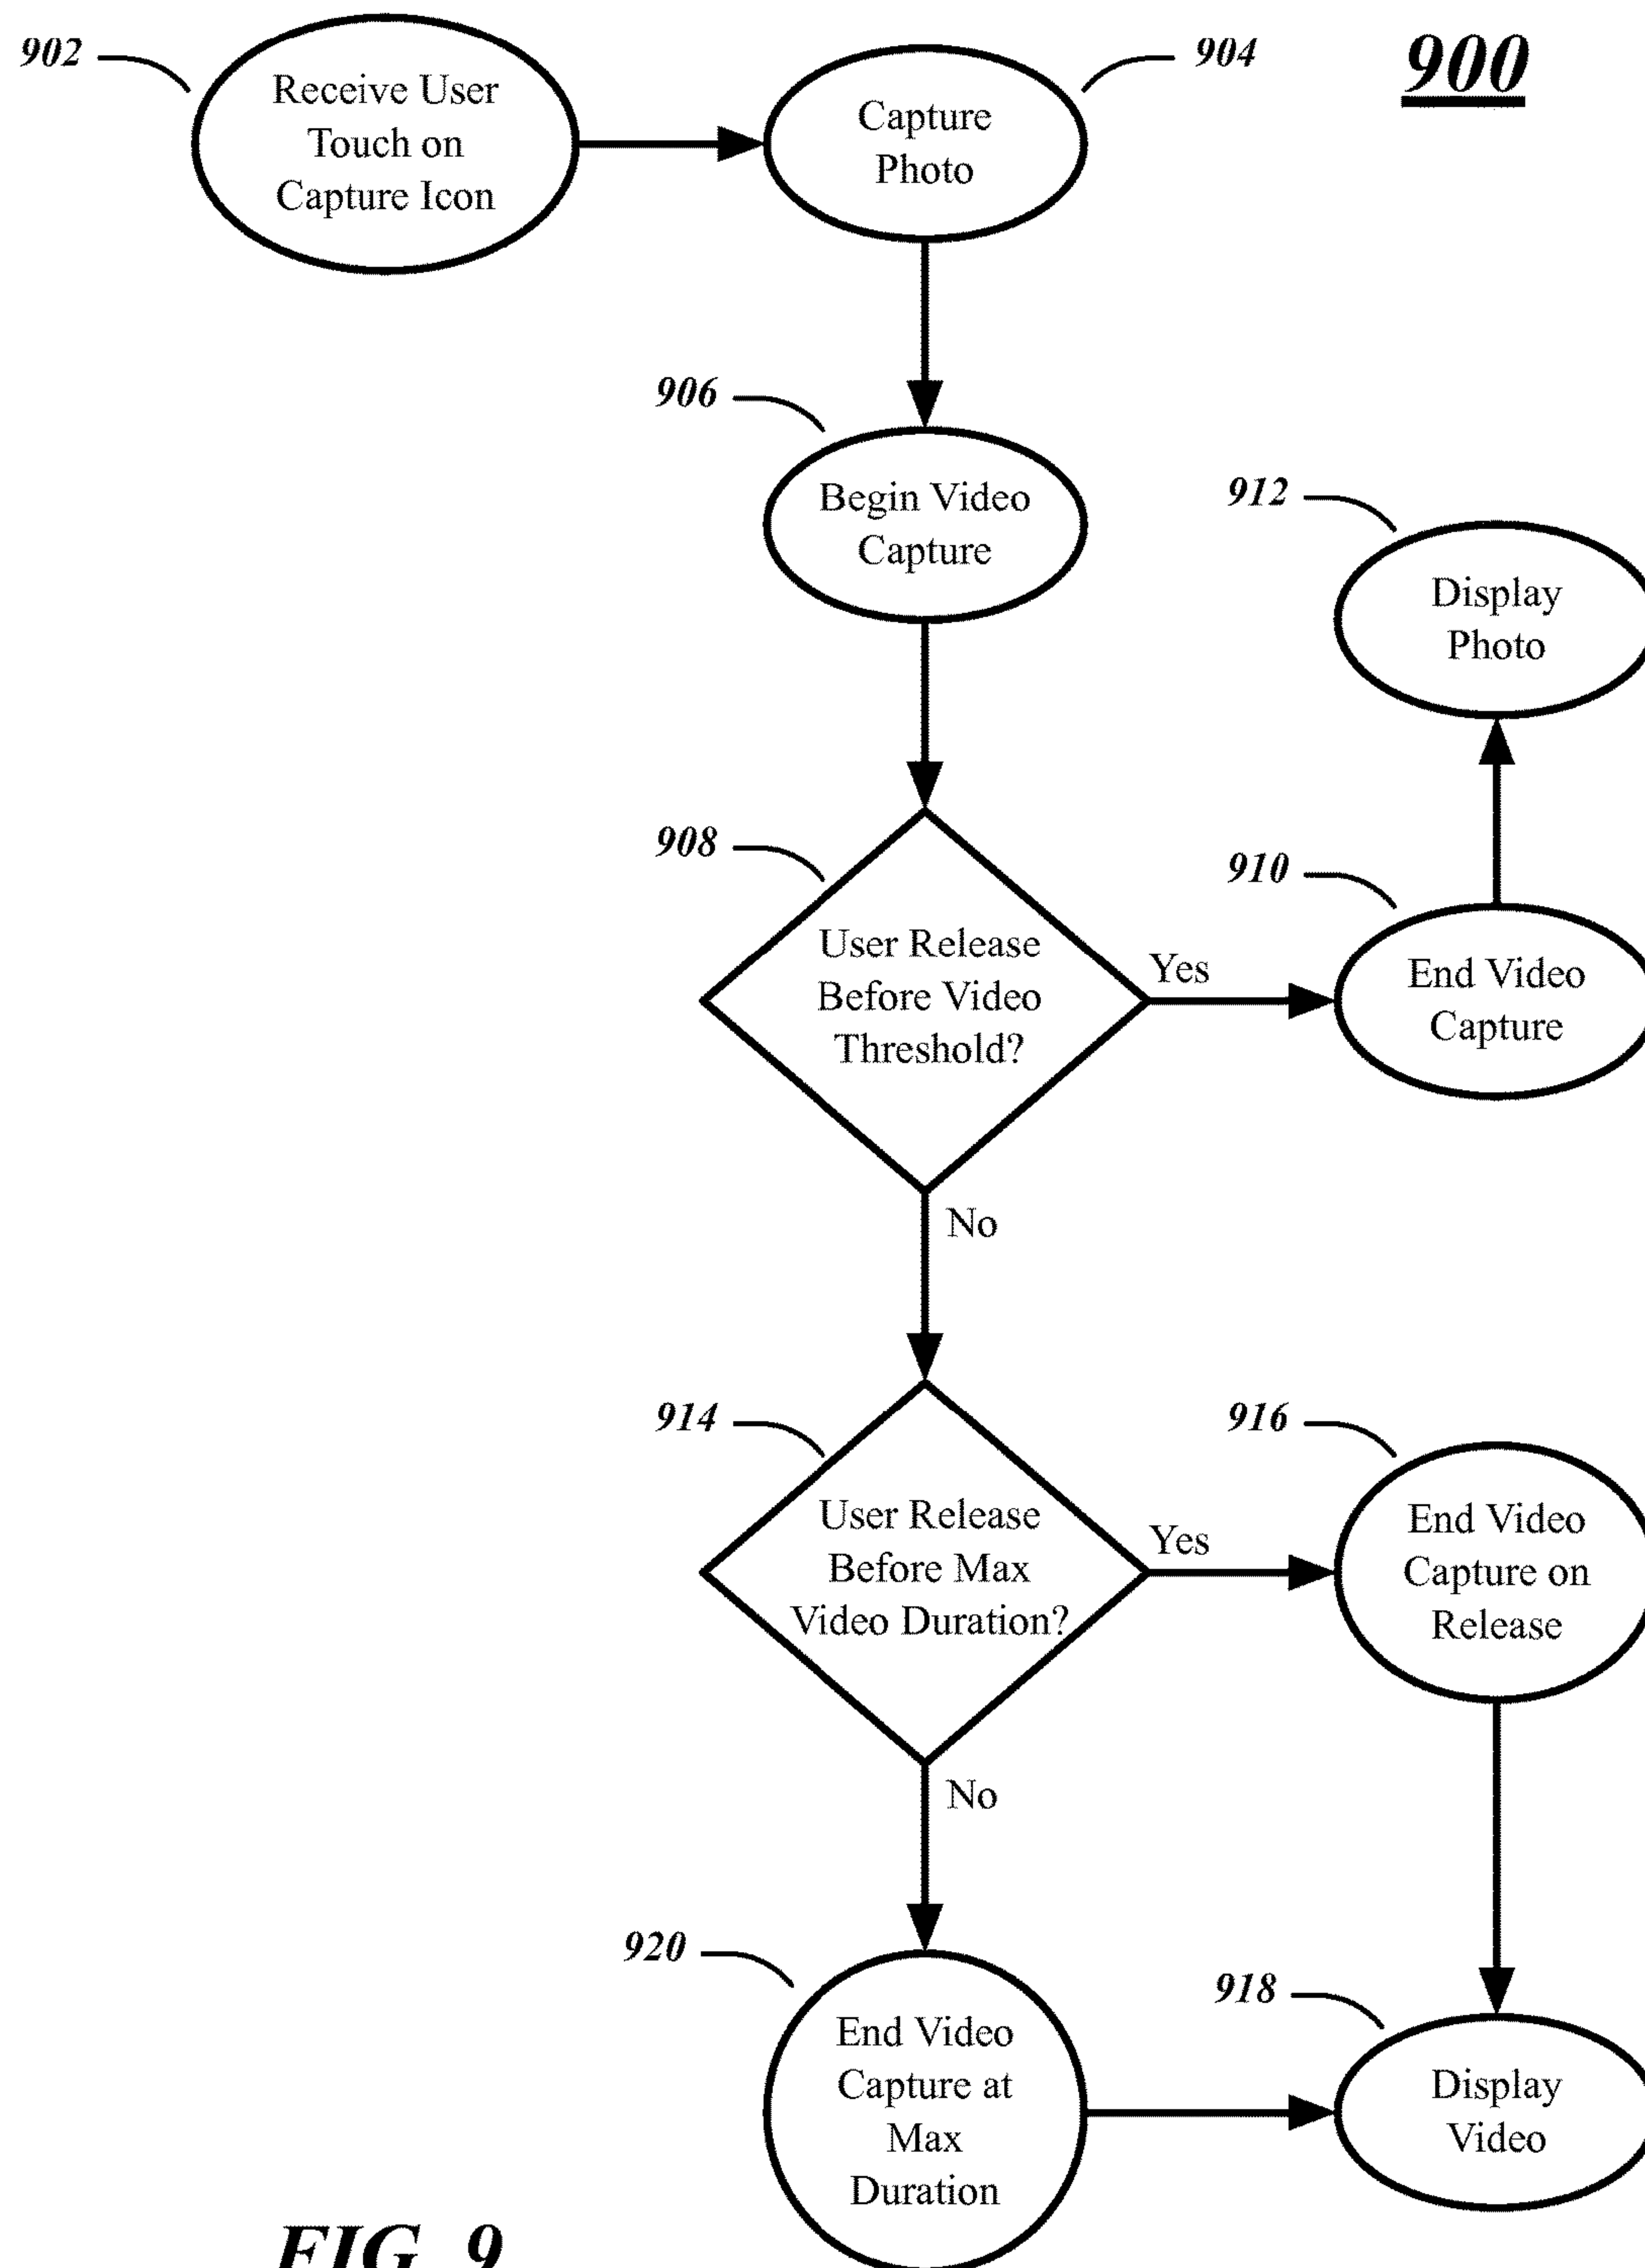 902
Receive User
Touch on
Capture Icon
Capture
Photo
904
900
906
Begin Video
Capture
912
Display
Photo
908
User Release
Before Video
Threshold?
Yes
910
End Video
Capture
No
914
User Release
Before Max
Video Duration?
Yes
916
End Video
Capture on
Release
No
920
End Video
Capture at
Max
Duration
918
Display
Video
FIG. 9